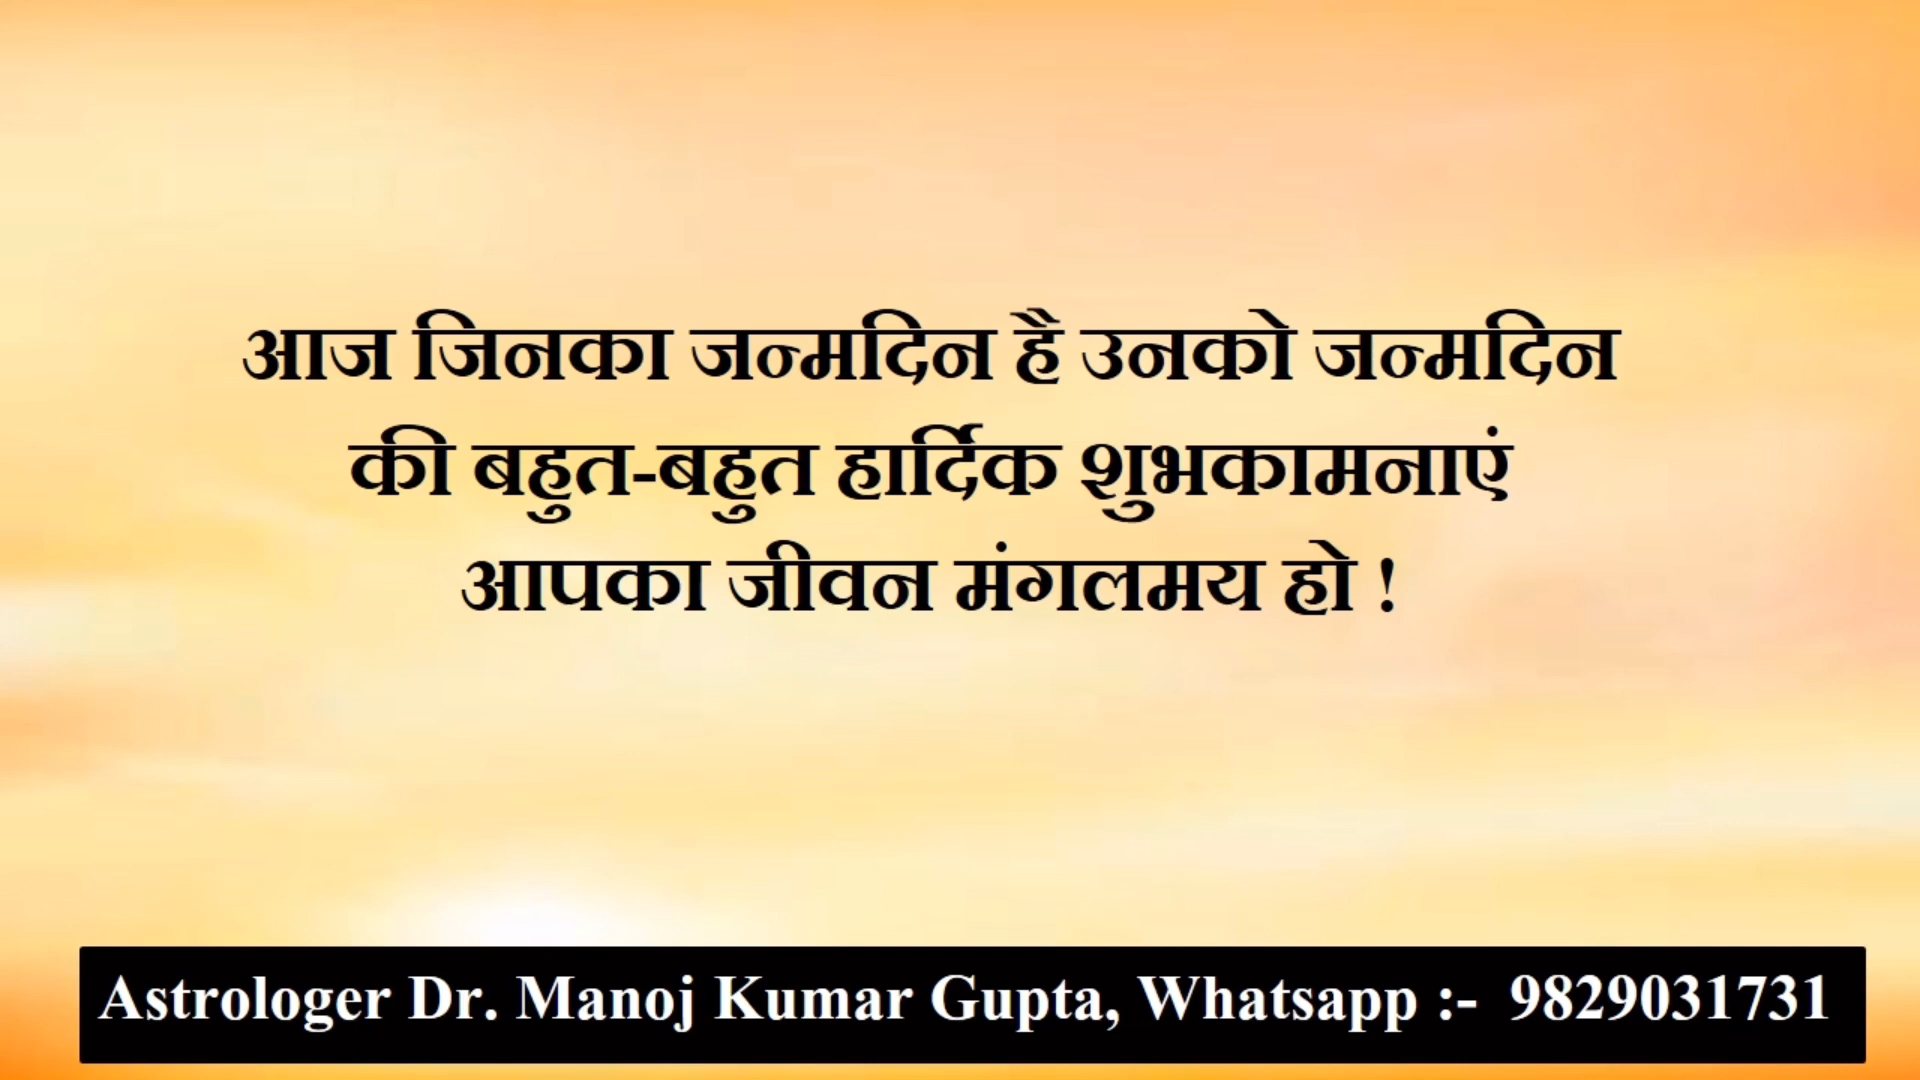 आज जिनका जन्मदिन है उनको जन्मदिन
की बहुत-बहुत हार्दिक शुभकामनाएं
आपका जीवन मंगलमय हो !
Astrologer Dr. Manoj Kumar Gupta, Whatsapp :-  9829031731